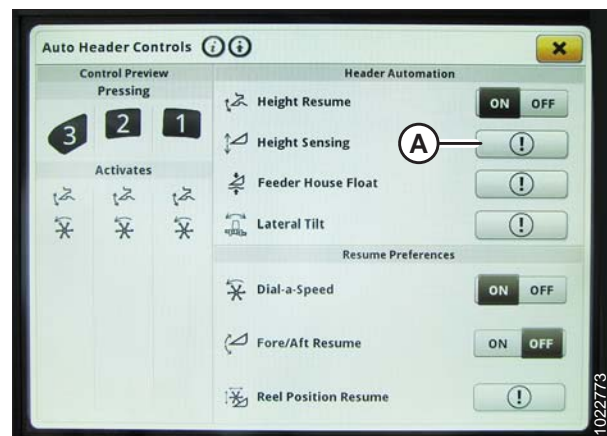 Auto Header Controls
Control Preview
Pressing
3 2 1
Activates
Header Automation
Height Resume ON OFF
A
Height Sensing !
Feeder House Float !
Lateral Tilt !
Resume Preferences
Dial-a-Speed ON OFF
Fore/Aft Resume ON OFF
Reel Position Resume !
1022773